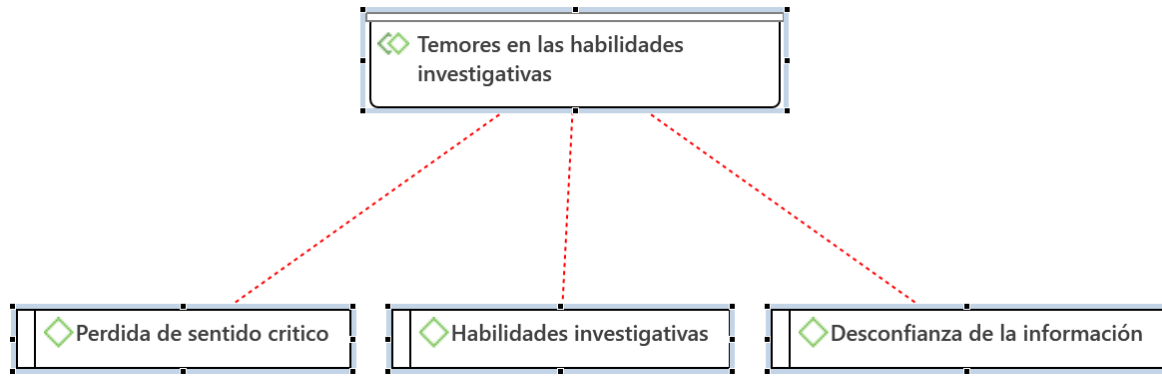 Temores en las habilidades
investigativas
Perdida de sentido critico
Habilidades investigativas
Desconfianza de la información